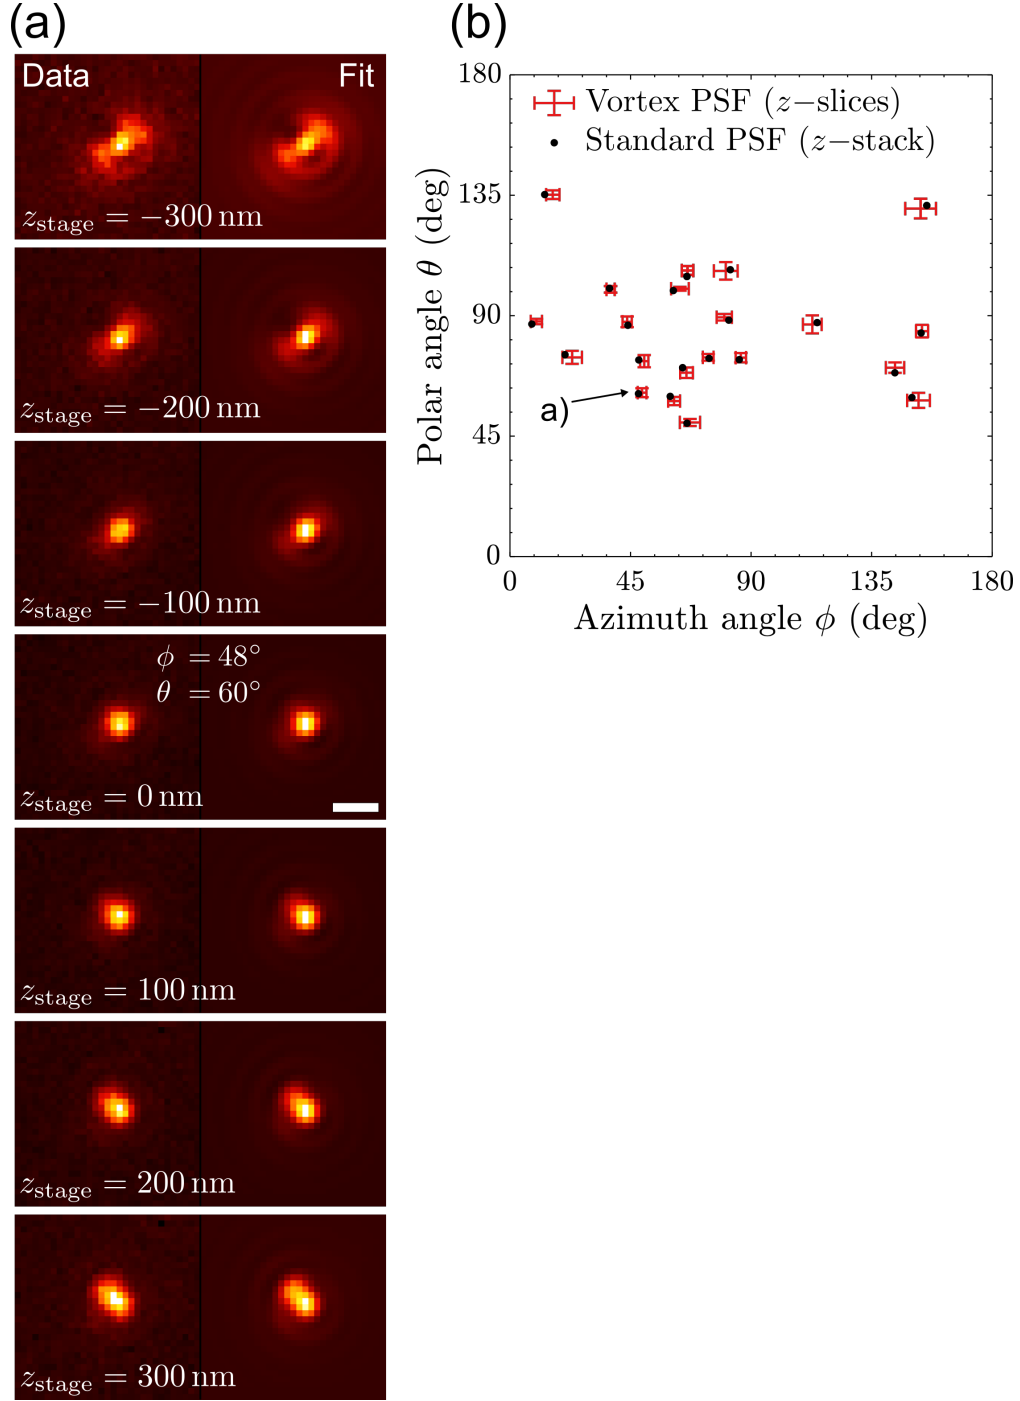 (a)
Data Fit
z_stage = −300 nm
z_stage = −200 nm
z_stage = −100 nm
ϕ = 48°
θ = 60°
z_stage = 0 nm
z_stage = 100 nm
z_stage = 200 nm
z_stage = 300 nm
(b)
Vortex PSF (z−slices)
Standard PSF (z−stack)
180
135
90
45
0
Polar angle θ (deg)
a)
0 45 90 135 180
Azimuth angle ϕ (deg)